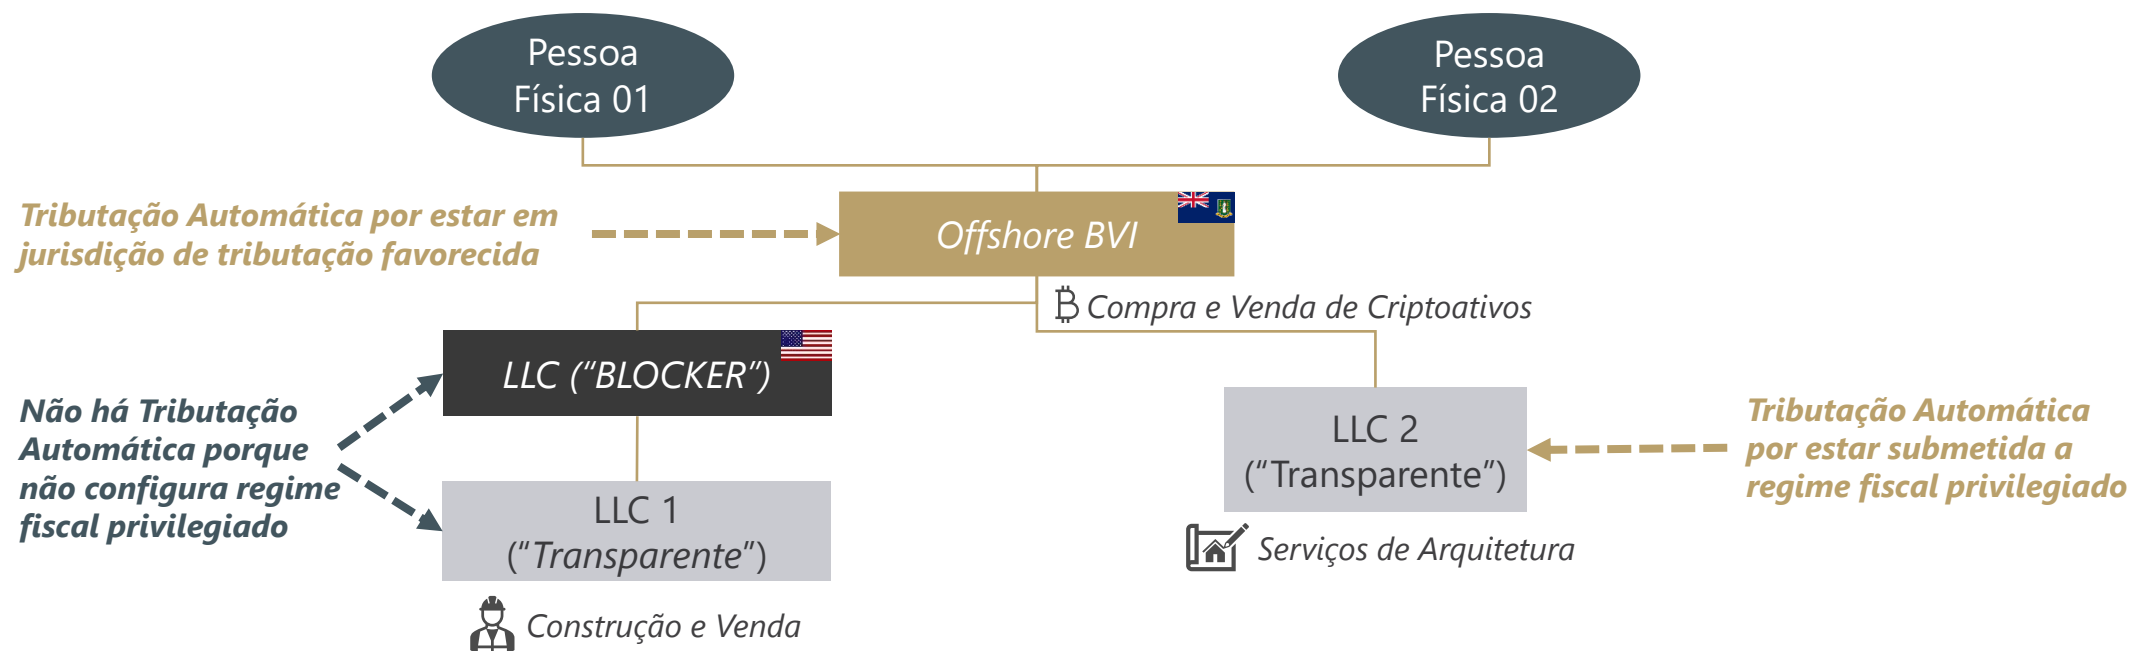 Pessoa
Física 01
Pessoa
Física 02
Tributação Automática por estar em
jurisdição de tributação favorecida
Offshore BVI
Compra e Venda de Criptoativos
LLC (“BLOCKER”)
Não há Tributação
Automática porque
não configura regime
fiscal privilegiado
LLC 2
(“Transparente”)
Tributação Automática
por estar submetida a
regime fiscal privilegiado
LLC 1
(“Transparente”)
Serviços de Arquitetura
Construção e Venda